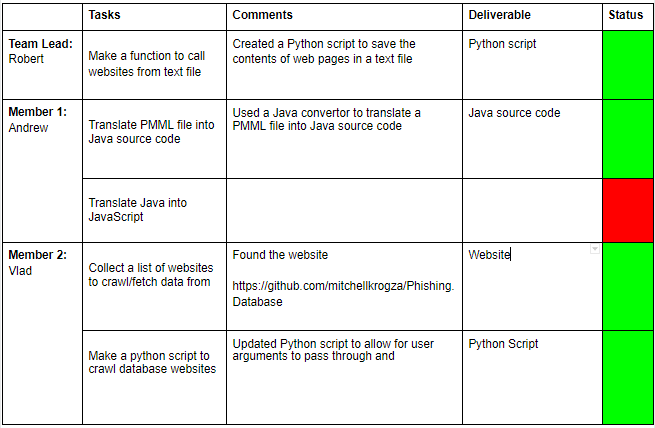 Tasks
Comments
Deliverable
Status
Team Lead:
Robert
Make a function to call
websites from text file
Created a Python script to save the
contents of web pages in a text file
Python script
Member 1:
Andrew
Translate PMML file into
Java source code
Used a Java convertor to translate a
PMML file into Java source code
Java source code
Translate Java into
JavaScript
Member 2:
Vlad
Collect a list of websites
to crawl/fetch data from
Found the website
https://github.com/mitchellkrogza/Phishing.
Database
Website
Make a python script to
crawl database websites
Updated Python script to allow for user
arguments to pass through and
Python Script